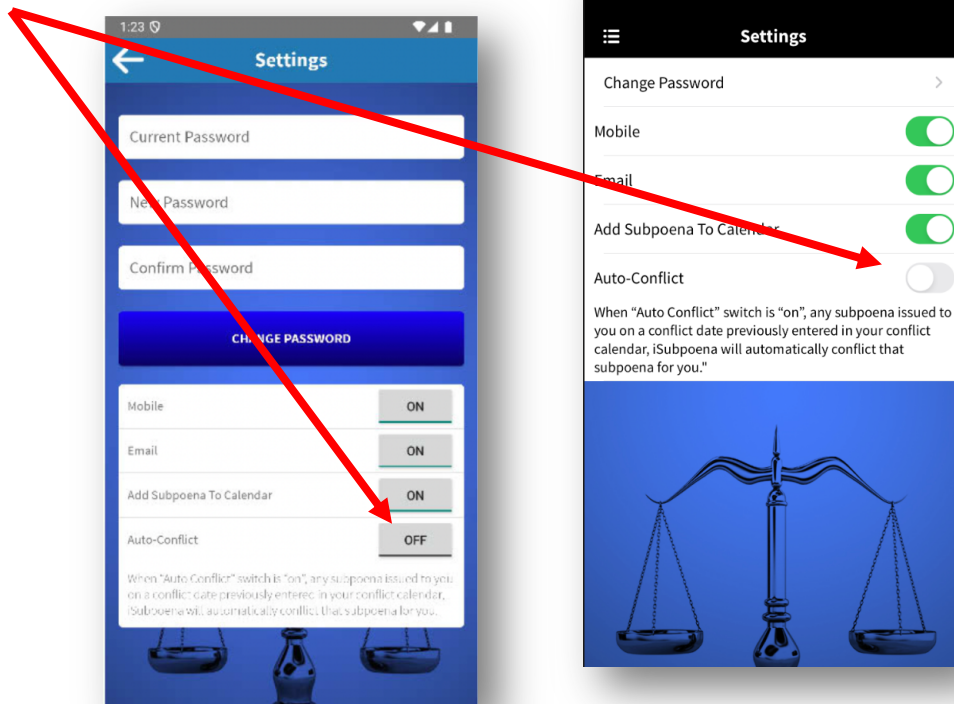 1:23
Settings
Current Password
New Password
Confirm Password
CHANGE PASSWORD
Mobile ON
Email ON
Add Subpoena To Calendar ON
Auto-Conflict OFF
When "Auto Conflict" switch is "on", any subpoena issued to you
on a conflict date previously entered in your conflict calendar,
iSubpoena will automatically conflict that subpoena for you.
Settings
Change Password
Mobile
Email
Add Subpoena To Calendar
Auto-Conflict
When “Auto Conflict” switch is “on”, any subpoena issued to
you on a conflict date previously entered in your conflict
calendar, iSubpoena will automatically conflict that
subpoena for you."